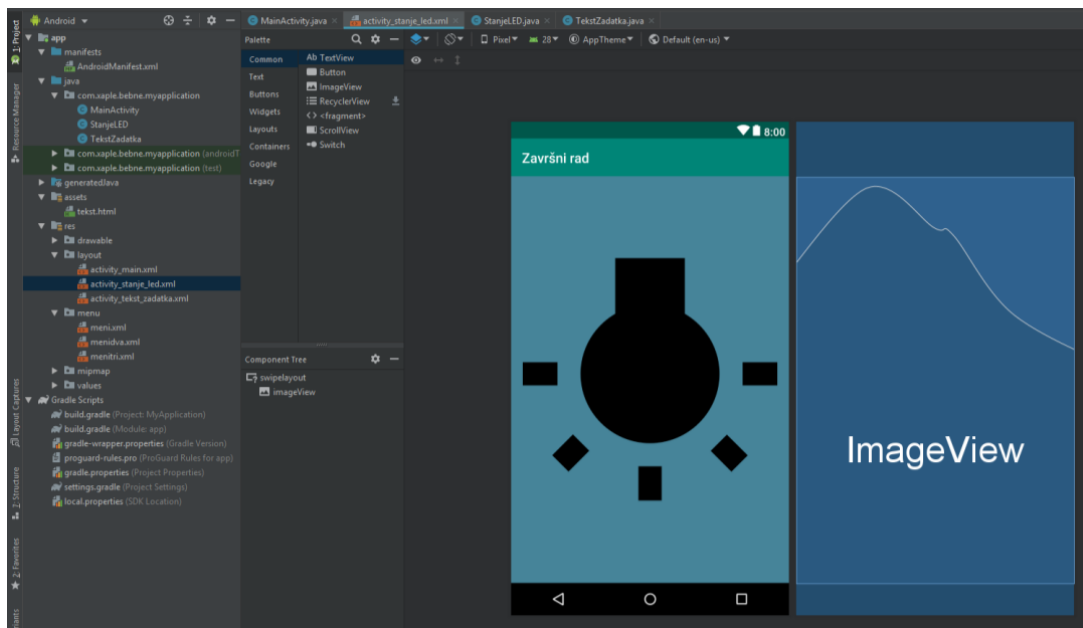 Android
MainActivity.java
activity_stanje_led.xml
StanjeLED.java
TekstZadatka.java
1: Project
Resource Manager
Layout Captures
Z: Structure
2: Favorites
app
manifests
AndroidManifest.xml
java
com.xaple.bebne.myapplication
MainActivity
StanjeLED
TekstZadatka
com.xaple.bebne.myapplication (androidT
com.xaple.bebne.myapplication (test)
generatedJava
assets
tekst.html
res
drawable
layout
activity_main.xml
activity_stanje_led.xml
activity_tekst_zadatka.xml
menu
meni.xml
menidva.xml
menitri.xml
mipmap
values
Gradle Scripts
build.gradle (Project: MyApplication)
build.gradle (Module: app)
gradle-wrapper.properties (Gradle Version)
proguard-rules.pro (ProGuard Rules for app)
gradle.properties (Project Properties)
settings.gradle (Project Settings)
local.properties (SDK Location)
Palette
Common
Text
Buttons
Widgets
Layouts
Containers
Google
Legacy
Ab TextView
Button
ImageView
RecyclerView
<fragment>
ScrollView
Switch
Component Tree
swipelayout
imageView
Pixel
28
AppTheme
Default (en-us)
8:00
Završni rad
ImageView